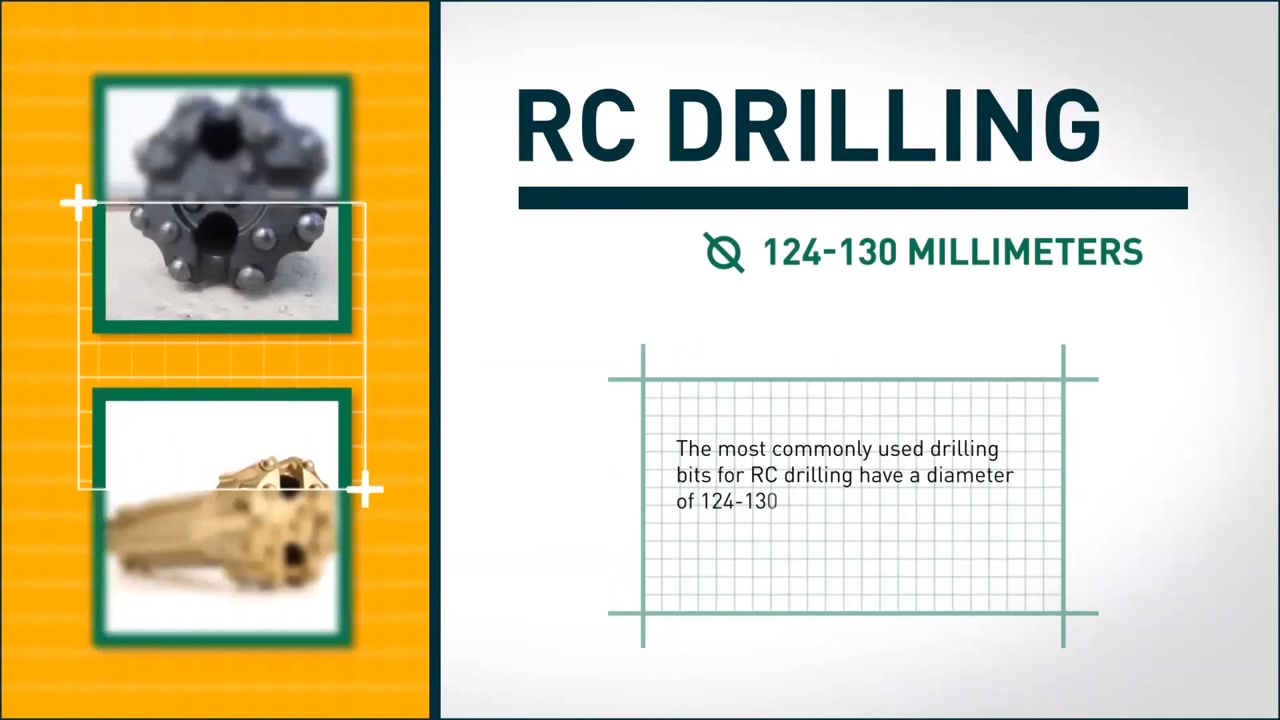 RC DRILLING
124-130 MILLIMETERS
The most commonly used drilling
bits for RC drilling have a diameter
of 124-130